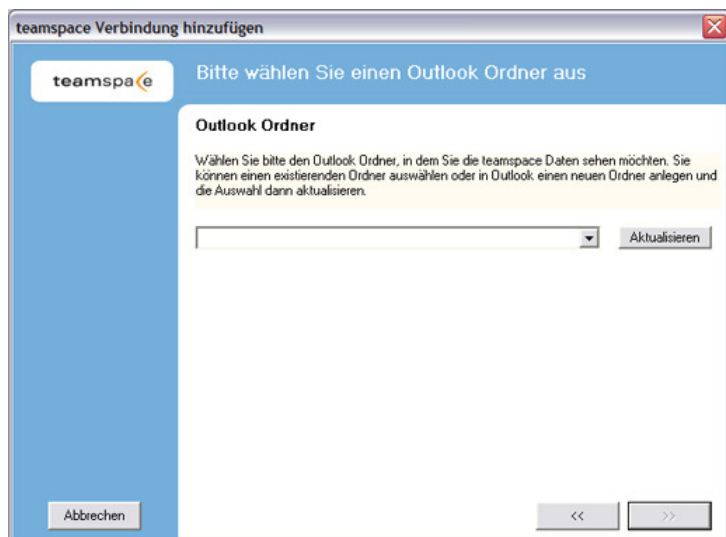 teamspace Verbindung hinzufügen
teamspace
Bitte wählen Sie einen Outlook Ordner aus
Outlook Ordner
Wählen Sie bitte den Outlook Ordner, in dem Sie die teamspace Daten sehen möchten. Sie
können einen existierenden Ordner auswählen oder in Outlook einen neuen Ordner anlegen und
die Auswahl dann aktualisieren.
Aktualisieren
Abbrechen
<<
>>